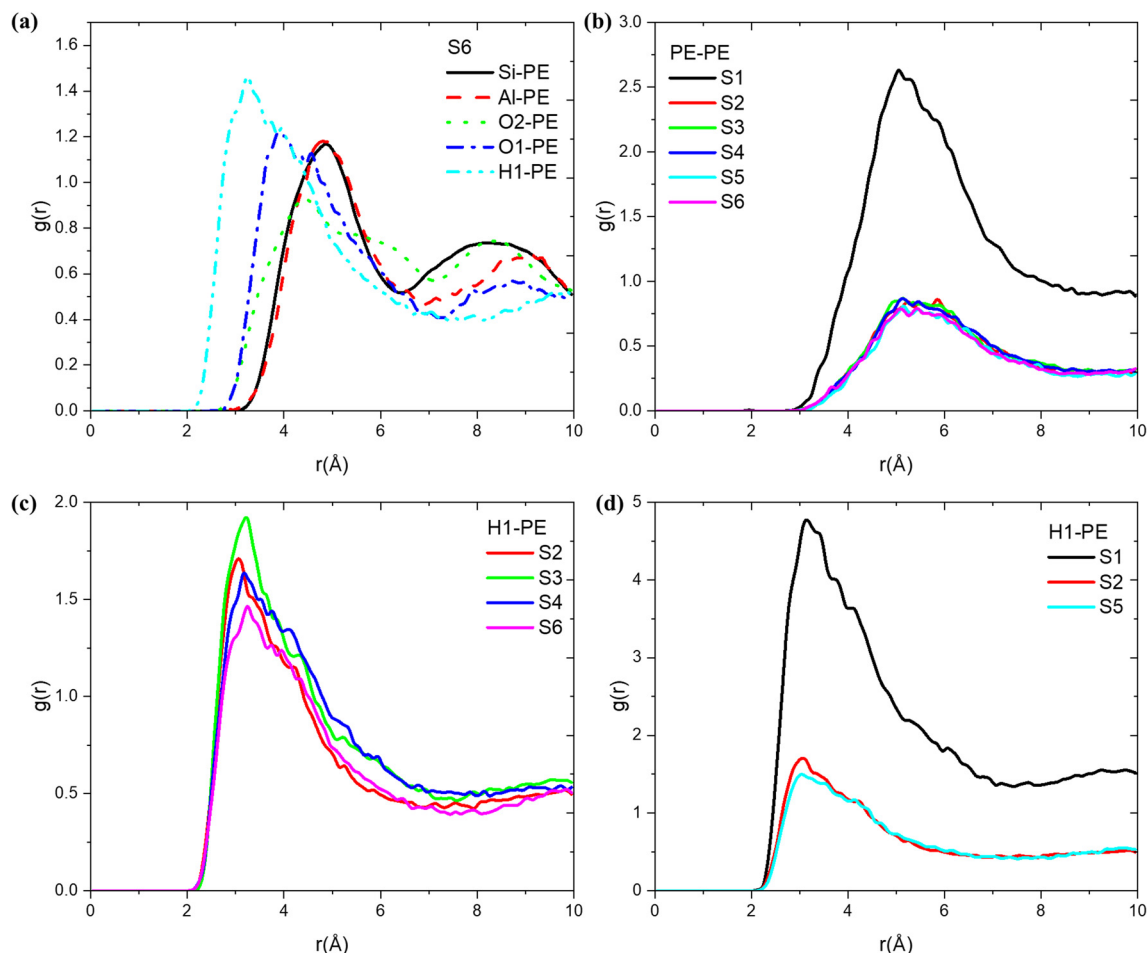 (a)
S6
Si-PE
Al-PE
O2-PE
O1-PE
H1-PE
g(r)
1.6
1.4
1.2
1.0
0.8
0.6
0.4
0.2
0.0
0 2 4 6 8 10
r(Å)
(b)
PE-PE
S1
S2
S3
S4
S5
S6
g(r)
3.0
2.5
2.0
1.5
1.0
0.5
0.0
0 2 4 6 8 10
r(Å)
(c)
H1-PE
S2
S3
S4
S6
g(r)
2.0
1.5
1.0
0.5
0.0
0 2 4 6 8 10
r(Å)
(d)
H1-PE
S1
S2
S5
g(r)
5
4
3
2
1
0
0 2 4 6 8 10
r(Å)